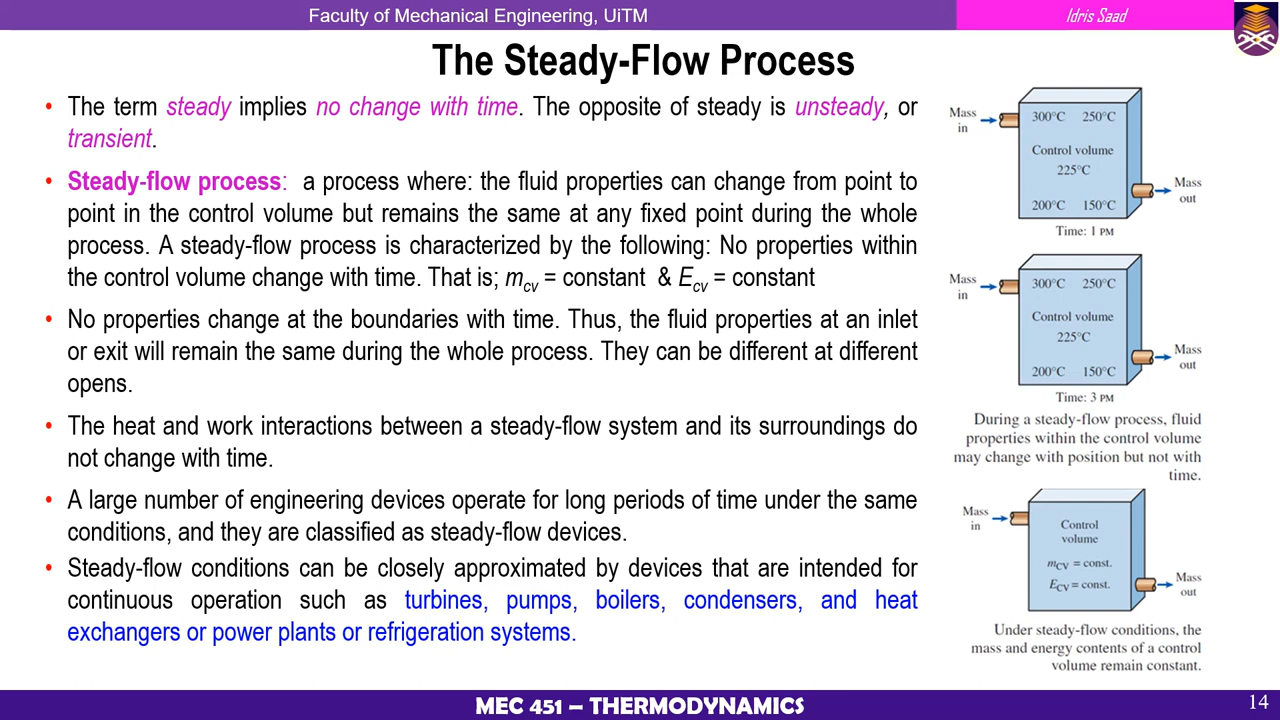 Faculty of Mechanical Engineering, UiTM
Idris Saad
The Steady-Flow Process
• The term steady implies no change with time. The opposite of steady is unsteady, or
transient.
• Steady-flow process: a process where: the fluid properties can change from point to
point in the control volume but remains the same at any fixed point during the whole
process. A steady-flow process is characterized by the following: No properties within
the control volume change with time. That is; mcv = constant & Ecv = constant
• No properties change at the boundaries with time. Thus, the fluid properties at an inlet
or exit will remain the same during the whole process. They can be different at different
opens.
• The heat and work interactions between a steady-flow system and its surroundings do
not change with time.
• A large number of engineering devices operate for long periods of time under the same
conditions, and they are classified as steady-flow devices.
• Steady-flow conditions can be closely approximated by devices that are intended for
continuous operation such as turbines, pumps, boilers, condensers, and heat
exchangers or power plants or refrigeration systems.
Mass
in
300°C 250°C
Control volume
225°C
200°C 150°C
Mass
out
Time: 1 PM
Mass
in
300°C 250°C
Control volume
225°C
200°C 150°C
Mass
out
Time: 3 PM
During a steady-flow process, fluid
properties within the control volume
may change with position but not with
time.
Mass
in
Control
volume
mCV = const.
ECV = const.
Mass
out
Under steady-flow conditions, the
mass and energy contents of a control
volume remain constant.
MEC 451 – THERMODYNAMICS
14